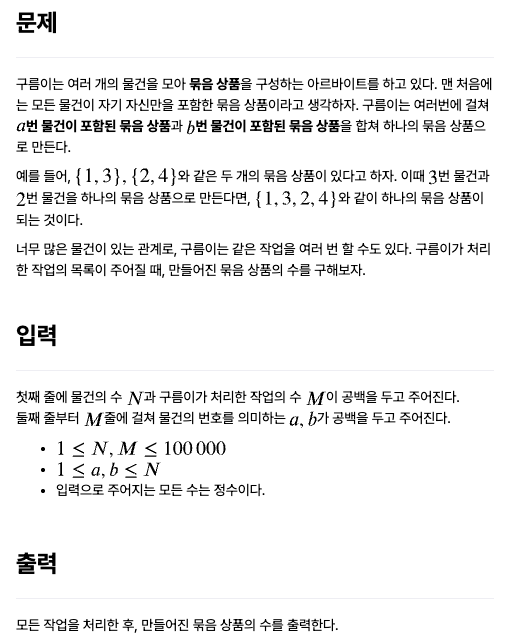 문제
구름이는 여러 개의 물건을 모아 묶음 상품을 구성하는 아르바이트를 하고 있다. 맨 처음에
는 모든 물건이 자기 자신만을 포함한 묶음 상품이라고 생각하자. 구름이는 여러번에 걸쳐
a번 물건이 포함된 묶음 상품과 b번 물건이 포함된 묶음 상품을 합쳐 하나의 묶음 상품으
로 만든다.
예를 들어, {1, 3}, {2, 4}와 같은 두 개의 묶음 상품이 있다고 하자. 이때 3번 물건과
2번 물건을 하나의 묶음 상품으로 만든다면, {1, 3, 2, 4}와 같이 하나의 묶음 상품이
되는 것이다.
너무 많은 물건이 있는 관계로, 구름이는 같은 작업을 여러 번 할 수도 있다. 구름이가 처리
한 작업의 목록이 주어질 때, 만들어진 묶음 상품의 수를 구해보자.
입력
첫째 줄에 물건의 수 N과 구름이가 처리한 작업의 수 M이 공백을 두고 주어진다.
둘째 줄부터 M줄에 걸쳐 물건의 번호를 의미하는 a, b가 공백을 두고 주어진다.
• 1 ≤ N, M ≤ 100 000
• 1 ≤ a, b ≤ N
• 입력으로 주어지는 모든 수는 정수이다.
출력
모든 작업을 처리한 후, 만들어진 묶음 상품의 수를 출력한다.